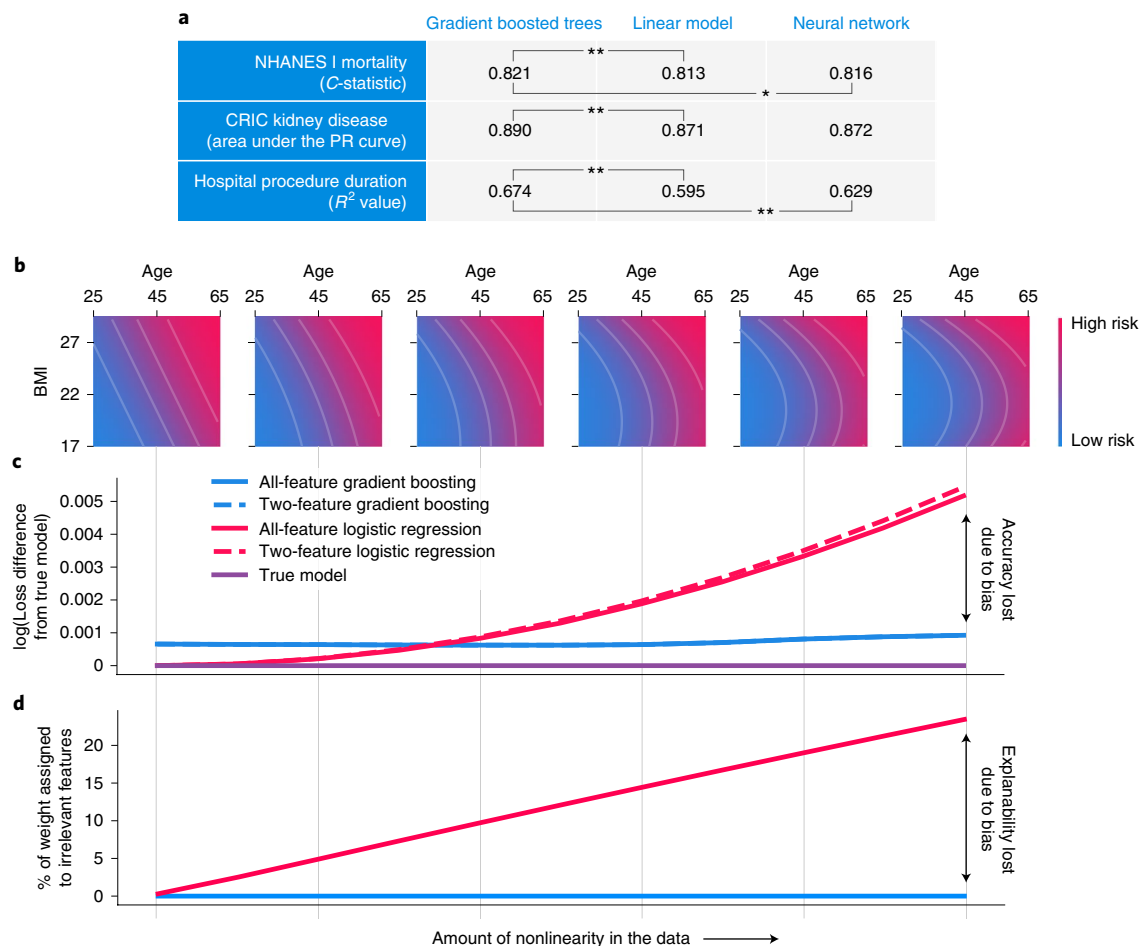 a
Gradient boosted trees Linear model Neural network
NHANES I mortality
(C-statistic)
** 
0.821 0.813 0.816
*
CRIC kidney disease
(area under the PR curve)
**
0.890 0.871 0.872
Hospital procedure duration
(R² value)
**
0.674 0.595 0.629
**
b
Age Age Age Age Age Age
25 45 65 25 45 65 25 45 65 25 45 65 25 45 65 25 45 65
BMI
27
22
17
High risk
Low risk
c
log(Loss difference
from true model)
0.005
0.004
0.003
0.002
0.001
0
All-feature gradient boosting
Two-feature gradient boosting
All-feature logistic regression
Two-feature logistic regression
True model
Accuracy lost
due to bias
d
% of weight assigned
to irrelevant features
20
15
10
5
0
Explanability lost
due to bias
Amount of nonlinearity in the data